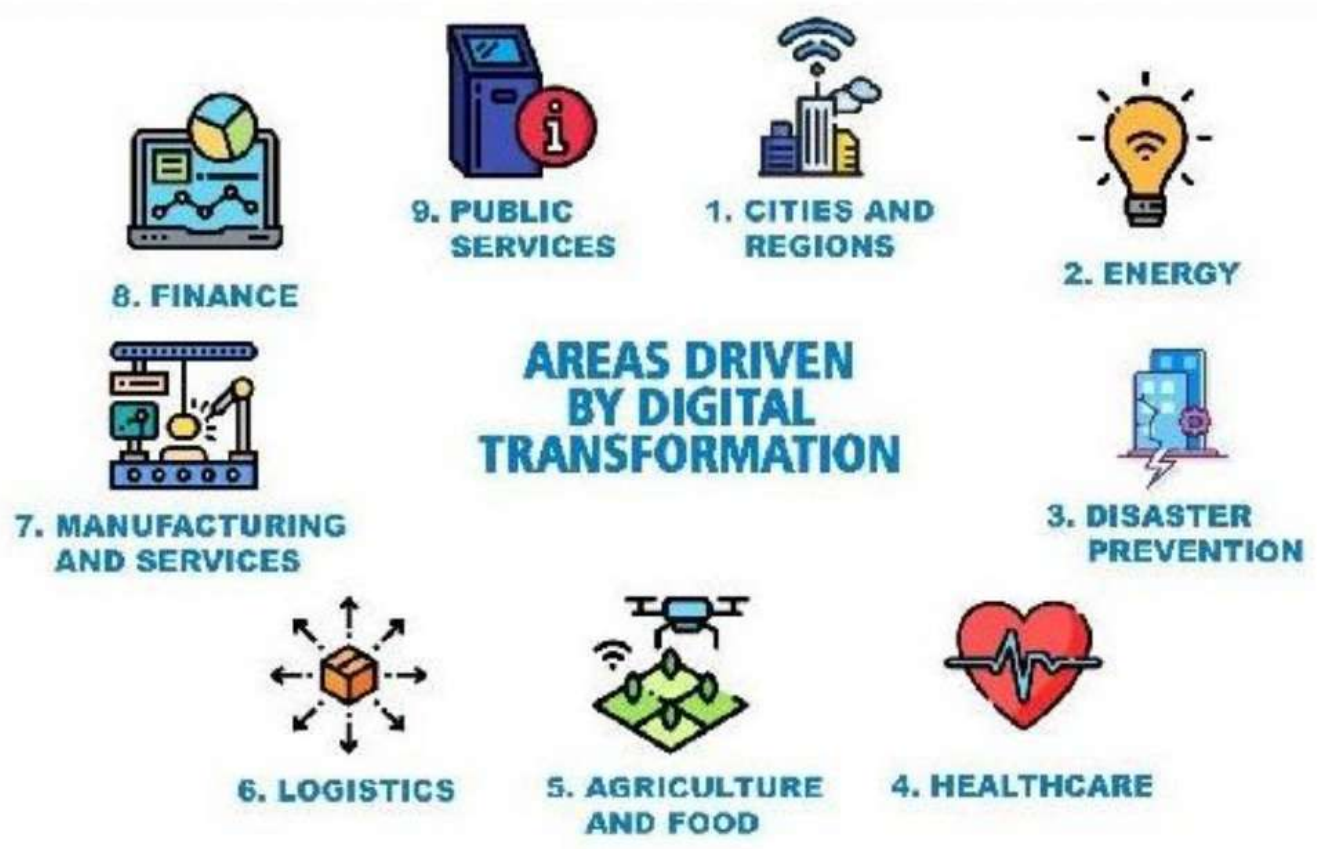 AREAS DRIVEN
BY DIGITAL
TRANSFORMATION
1. CITIES AND
REGIONS
2. ENERGY
3. DISASTER
PREVENTION
4. HEALTHCARE
5. AGRICULTURE
AND FOOD
6. LOGISTICS
7. MANUFACTURING
AND SERVICES
8. FINANCE
9. PUBLIC
SERVICES
i